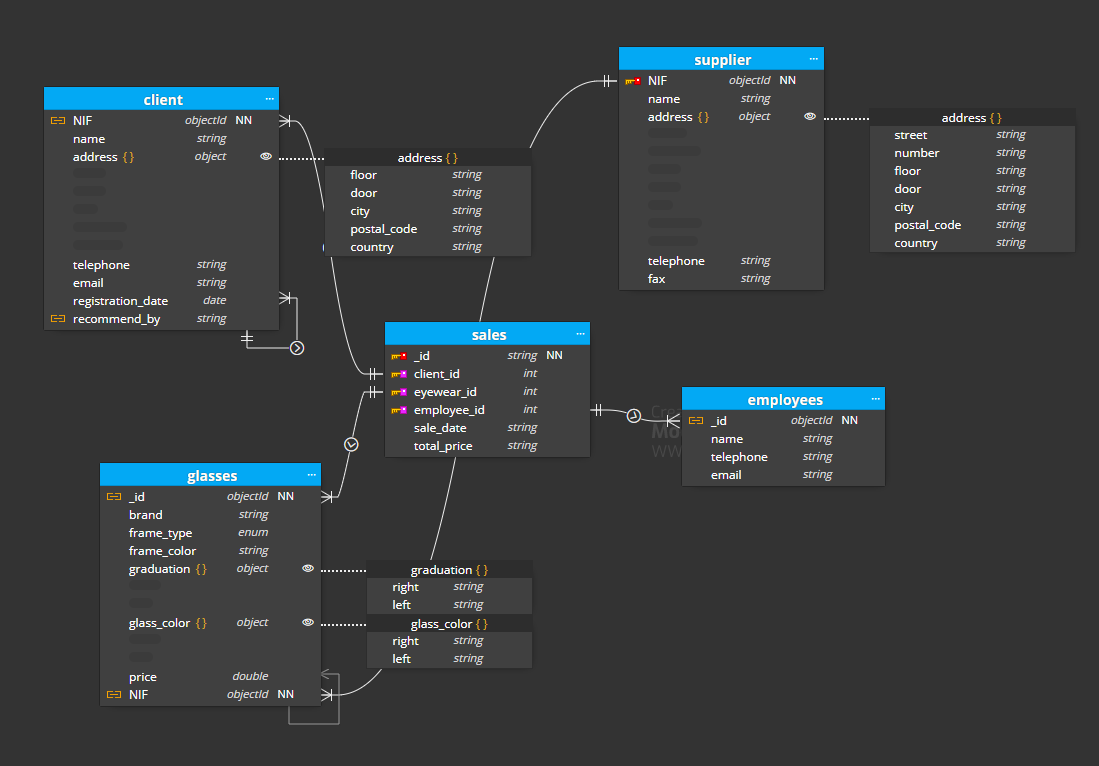 client
NIF objectId NN
name string
address { } object
telephone string
email string
registration_date date
recommend_by string
address { }
floor string
door string
city string
postal_code string
country string
supplier
NIF objectId NN
name string
address { } object
telephone string
fax string
address { }
street string
number string
floor string
door string
city string
postal_code string
country string
sales
_id string NN
client_id int
eyewear_id int
employee_id int
sale_date string
total_price string
employees
_id objectId NN
name string
telephone string
email string
glasses
_id objectId NN
brand string
frame_type enum
frame_color string
graduation { } object
glass_color { } object
price double
NIF objectId NN
graduation { }
right string
left string
glass_color { }
right string
left string